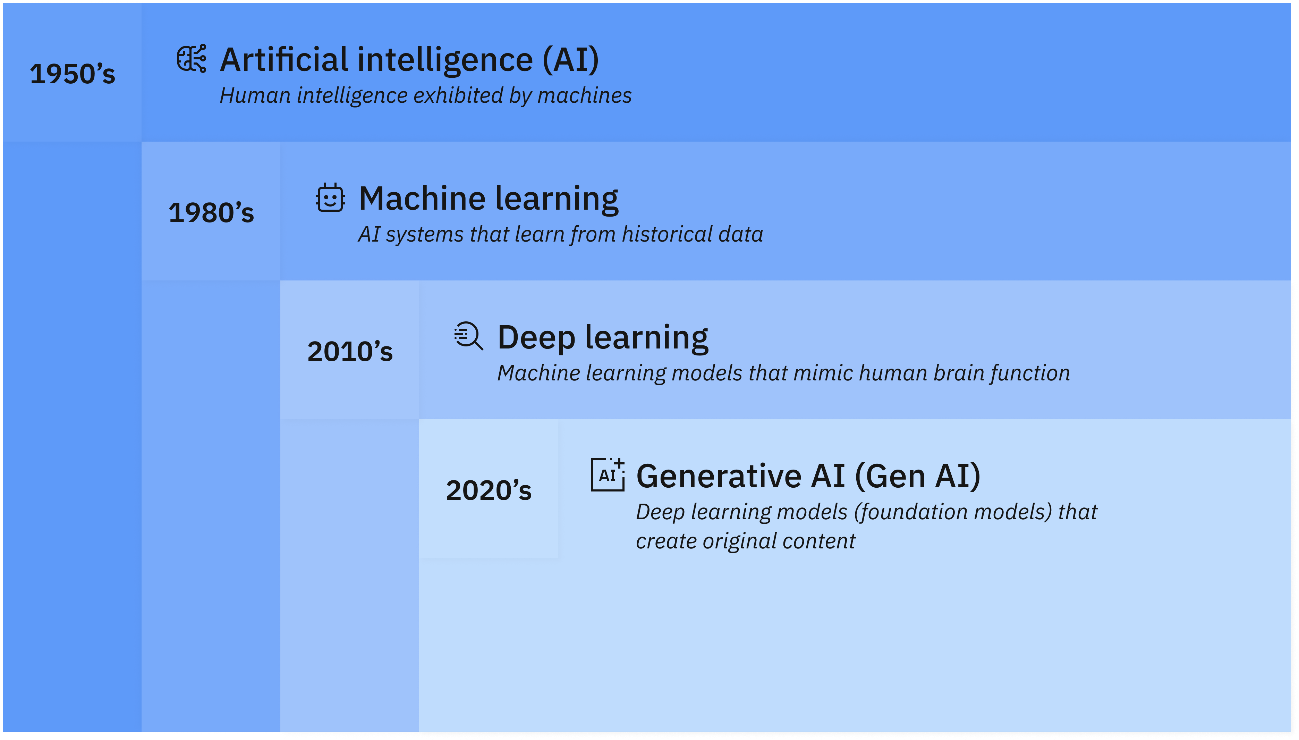 1950’s
Artificial intelligence (AI)
Human intelligence exhibited by machines
1980’s
Machine learning
AI systems that learn from historical data
2010’s
Deep learning
Machine learning models that mimic human brain function
2020’s
AI
Generative AI (Gen AI)
Deep learning models (foundation models) that
create original content